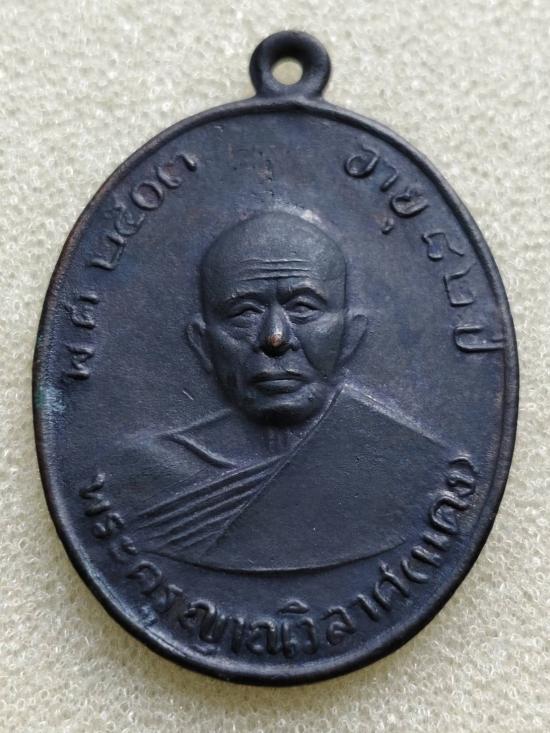 พ ศ ๒๕๐๓
อายุ ๘๒ ปี
พระครูญาณวิลาศ(แดง)